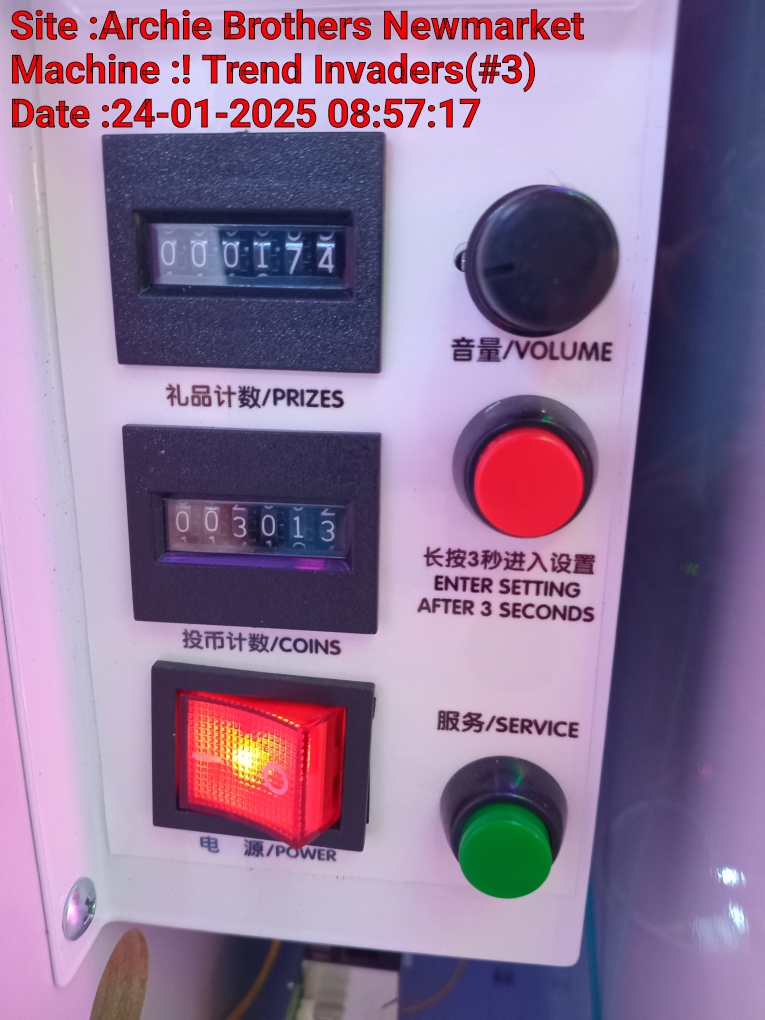 Site :Archie Brothers Newmarket
Machine :! Trend Invaders(#3)
Date :24-01-2025 08:57:17
000174
礼品计数/PRIZES
音量/VOLUME
003013
投币计数/COINS
长按3秒进入设置
ENTER SETTING
AFTER 3 SECONDS
服务/SERVICE
电 源/POWER